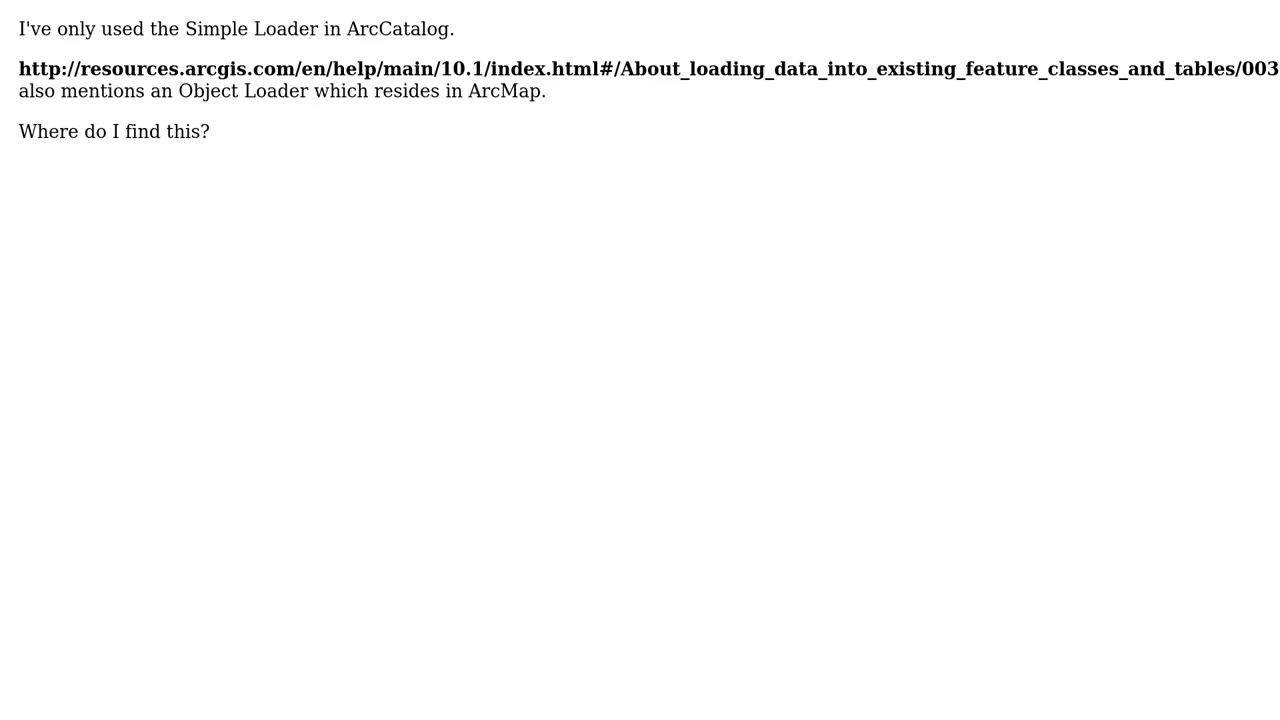 I've only used the Simple Loader in ArcCatalog.
http://resources.arcgis.com/en/help/main/10.1/index.html#/About_loading_data_into_existing_feature_classes_and_tables/003
also mentions an Object Loader which resides in ArcMap.
Where do I find this?